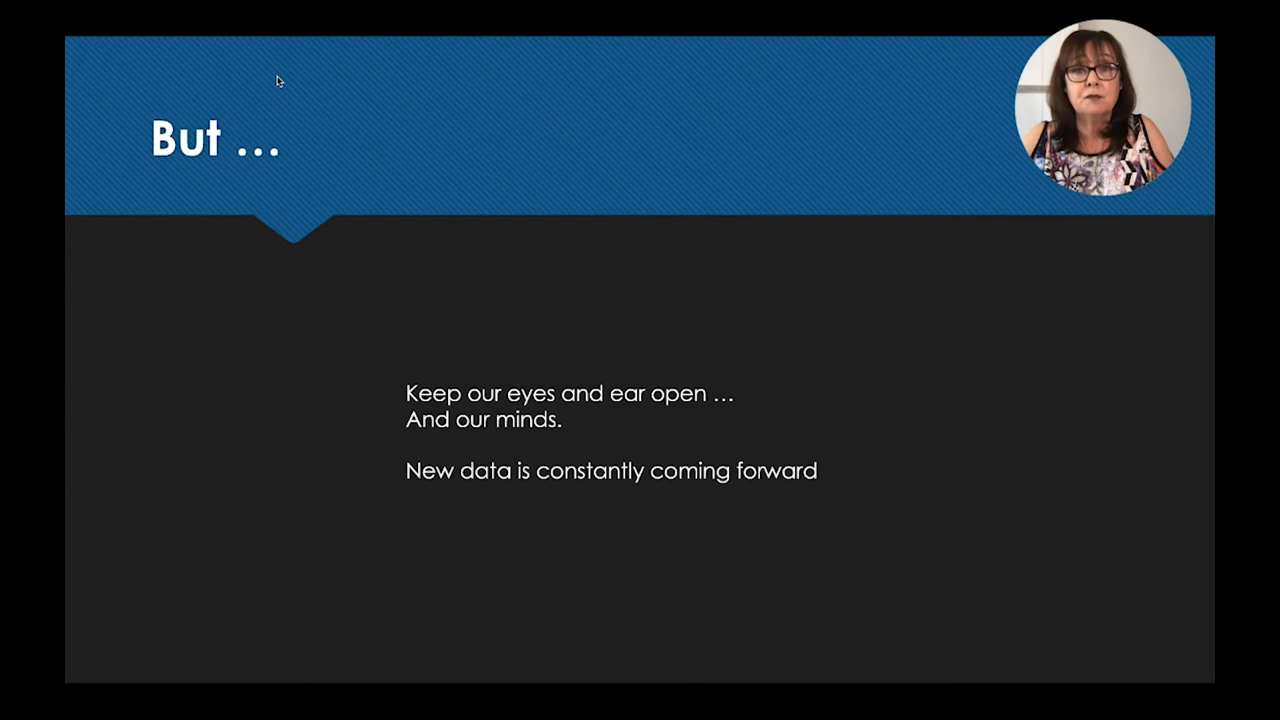 But …
Keep our eyes and ear open …
And our minds.
New data is constantly coming forward